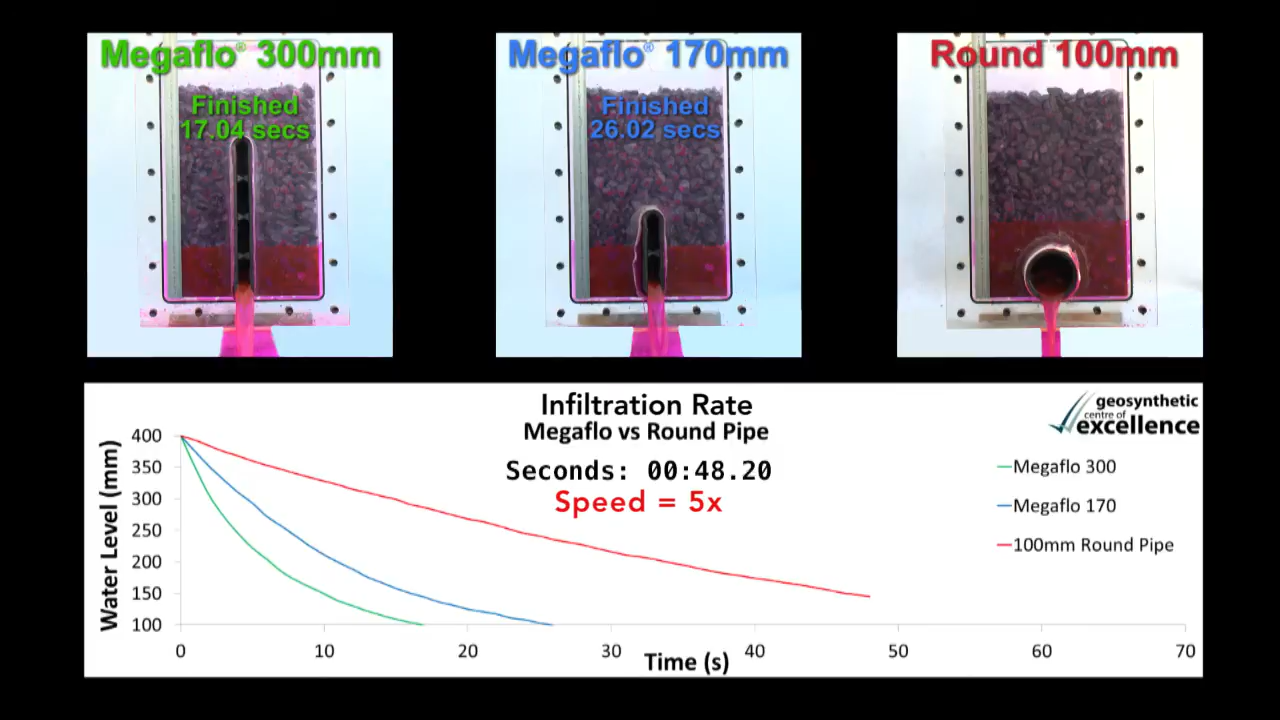 Megaflo® 300mm
Finished
17.04 secs
Megaflo® 170mm
Finished
26.02 secs
Round 100mm
Infiltration Rate
Megaflo vs Round Pipe
Seconds: 00:48.20
Speed = 5x
geosynthetic
centre of
excellence
Water Level (mm)
400
350
300
250
200
150
100
0 10 20 30 40 50 60 70
Time (s)
Megaflo 300
Megaflo 170
100mm Round Pipe